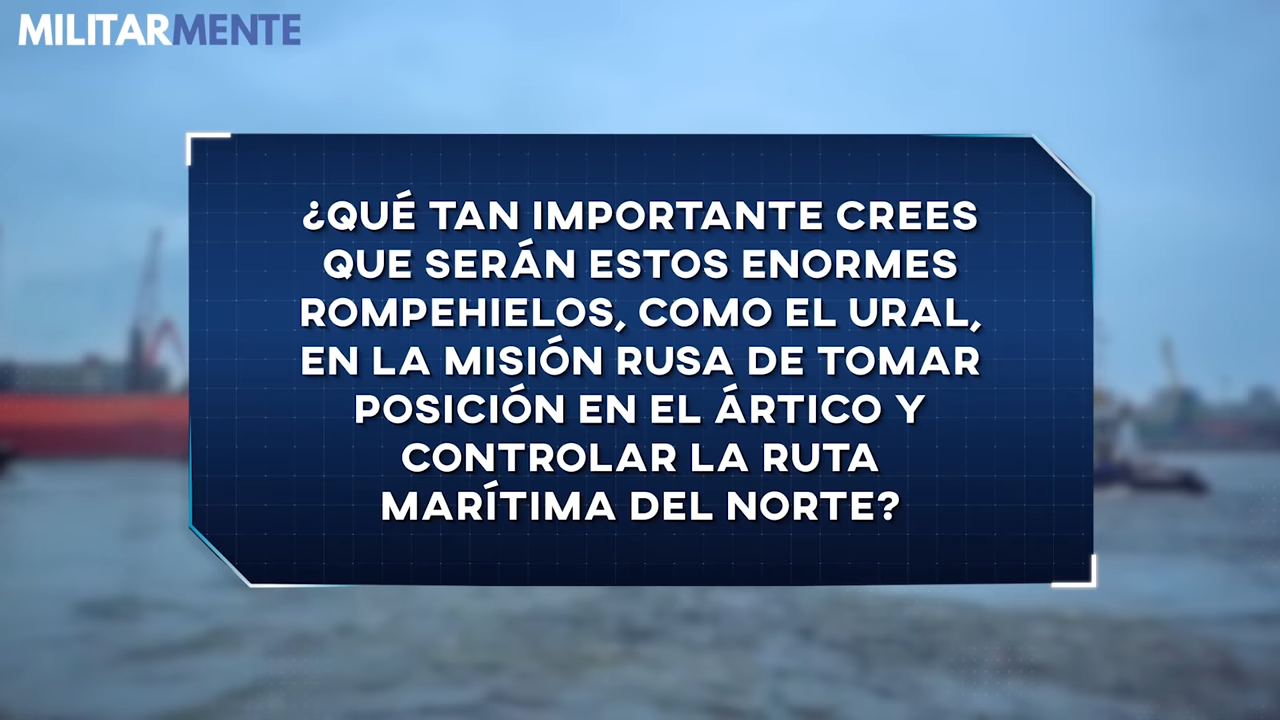 MILITARMENTE
¿QUÉ TAN IMPORTANTE CREES
QUE SERÁN ESTOS ENORMES
ROMPEHIELOS, COMO EL URAL,
EN LA MISIÓN RUSA DE TOMAR
POSICIÓN EN EL ÁRTICO Y
CONTROLAR LA RUTA
MARÍTIMA DEL NORTE?